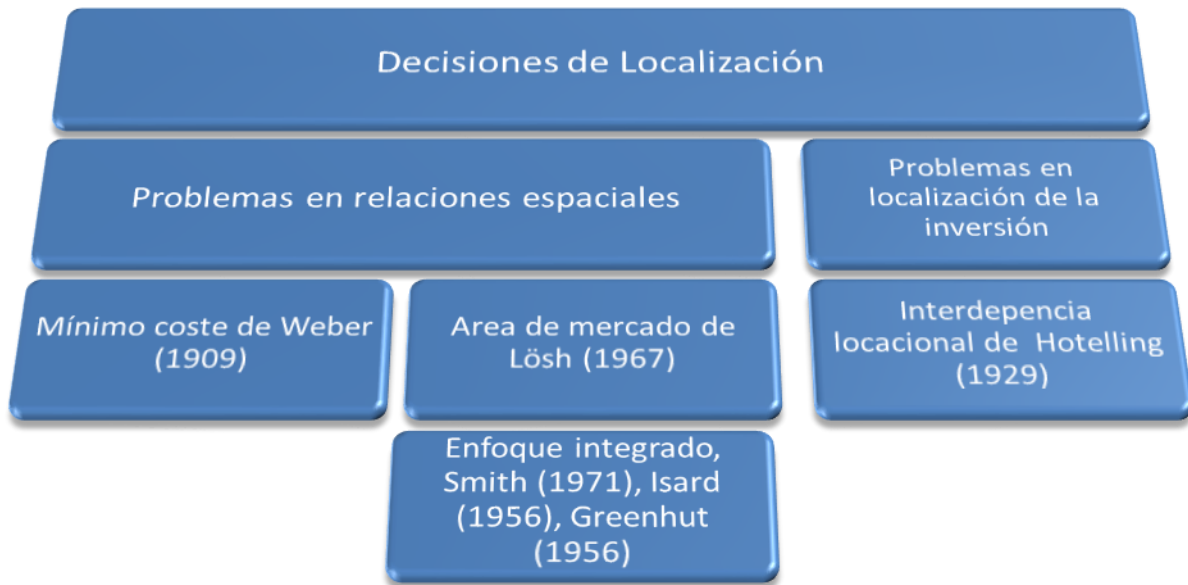 Decisiones de Localización
Problemas en relaciones espaciales
Problemas en
localización de la
inversión
Mínimo coste de Weber
(1909)
Area de mercado de
Lösh (1967)
Interdepencia
locacional de Hotelling
(1929)
Enfoque integrado,
Smith (1971), Isard
(1956), Greenhut
(1956)